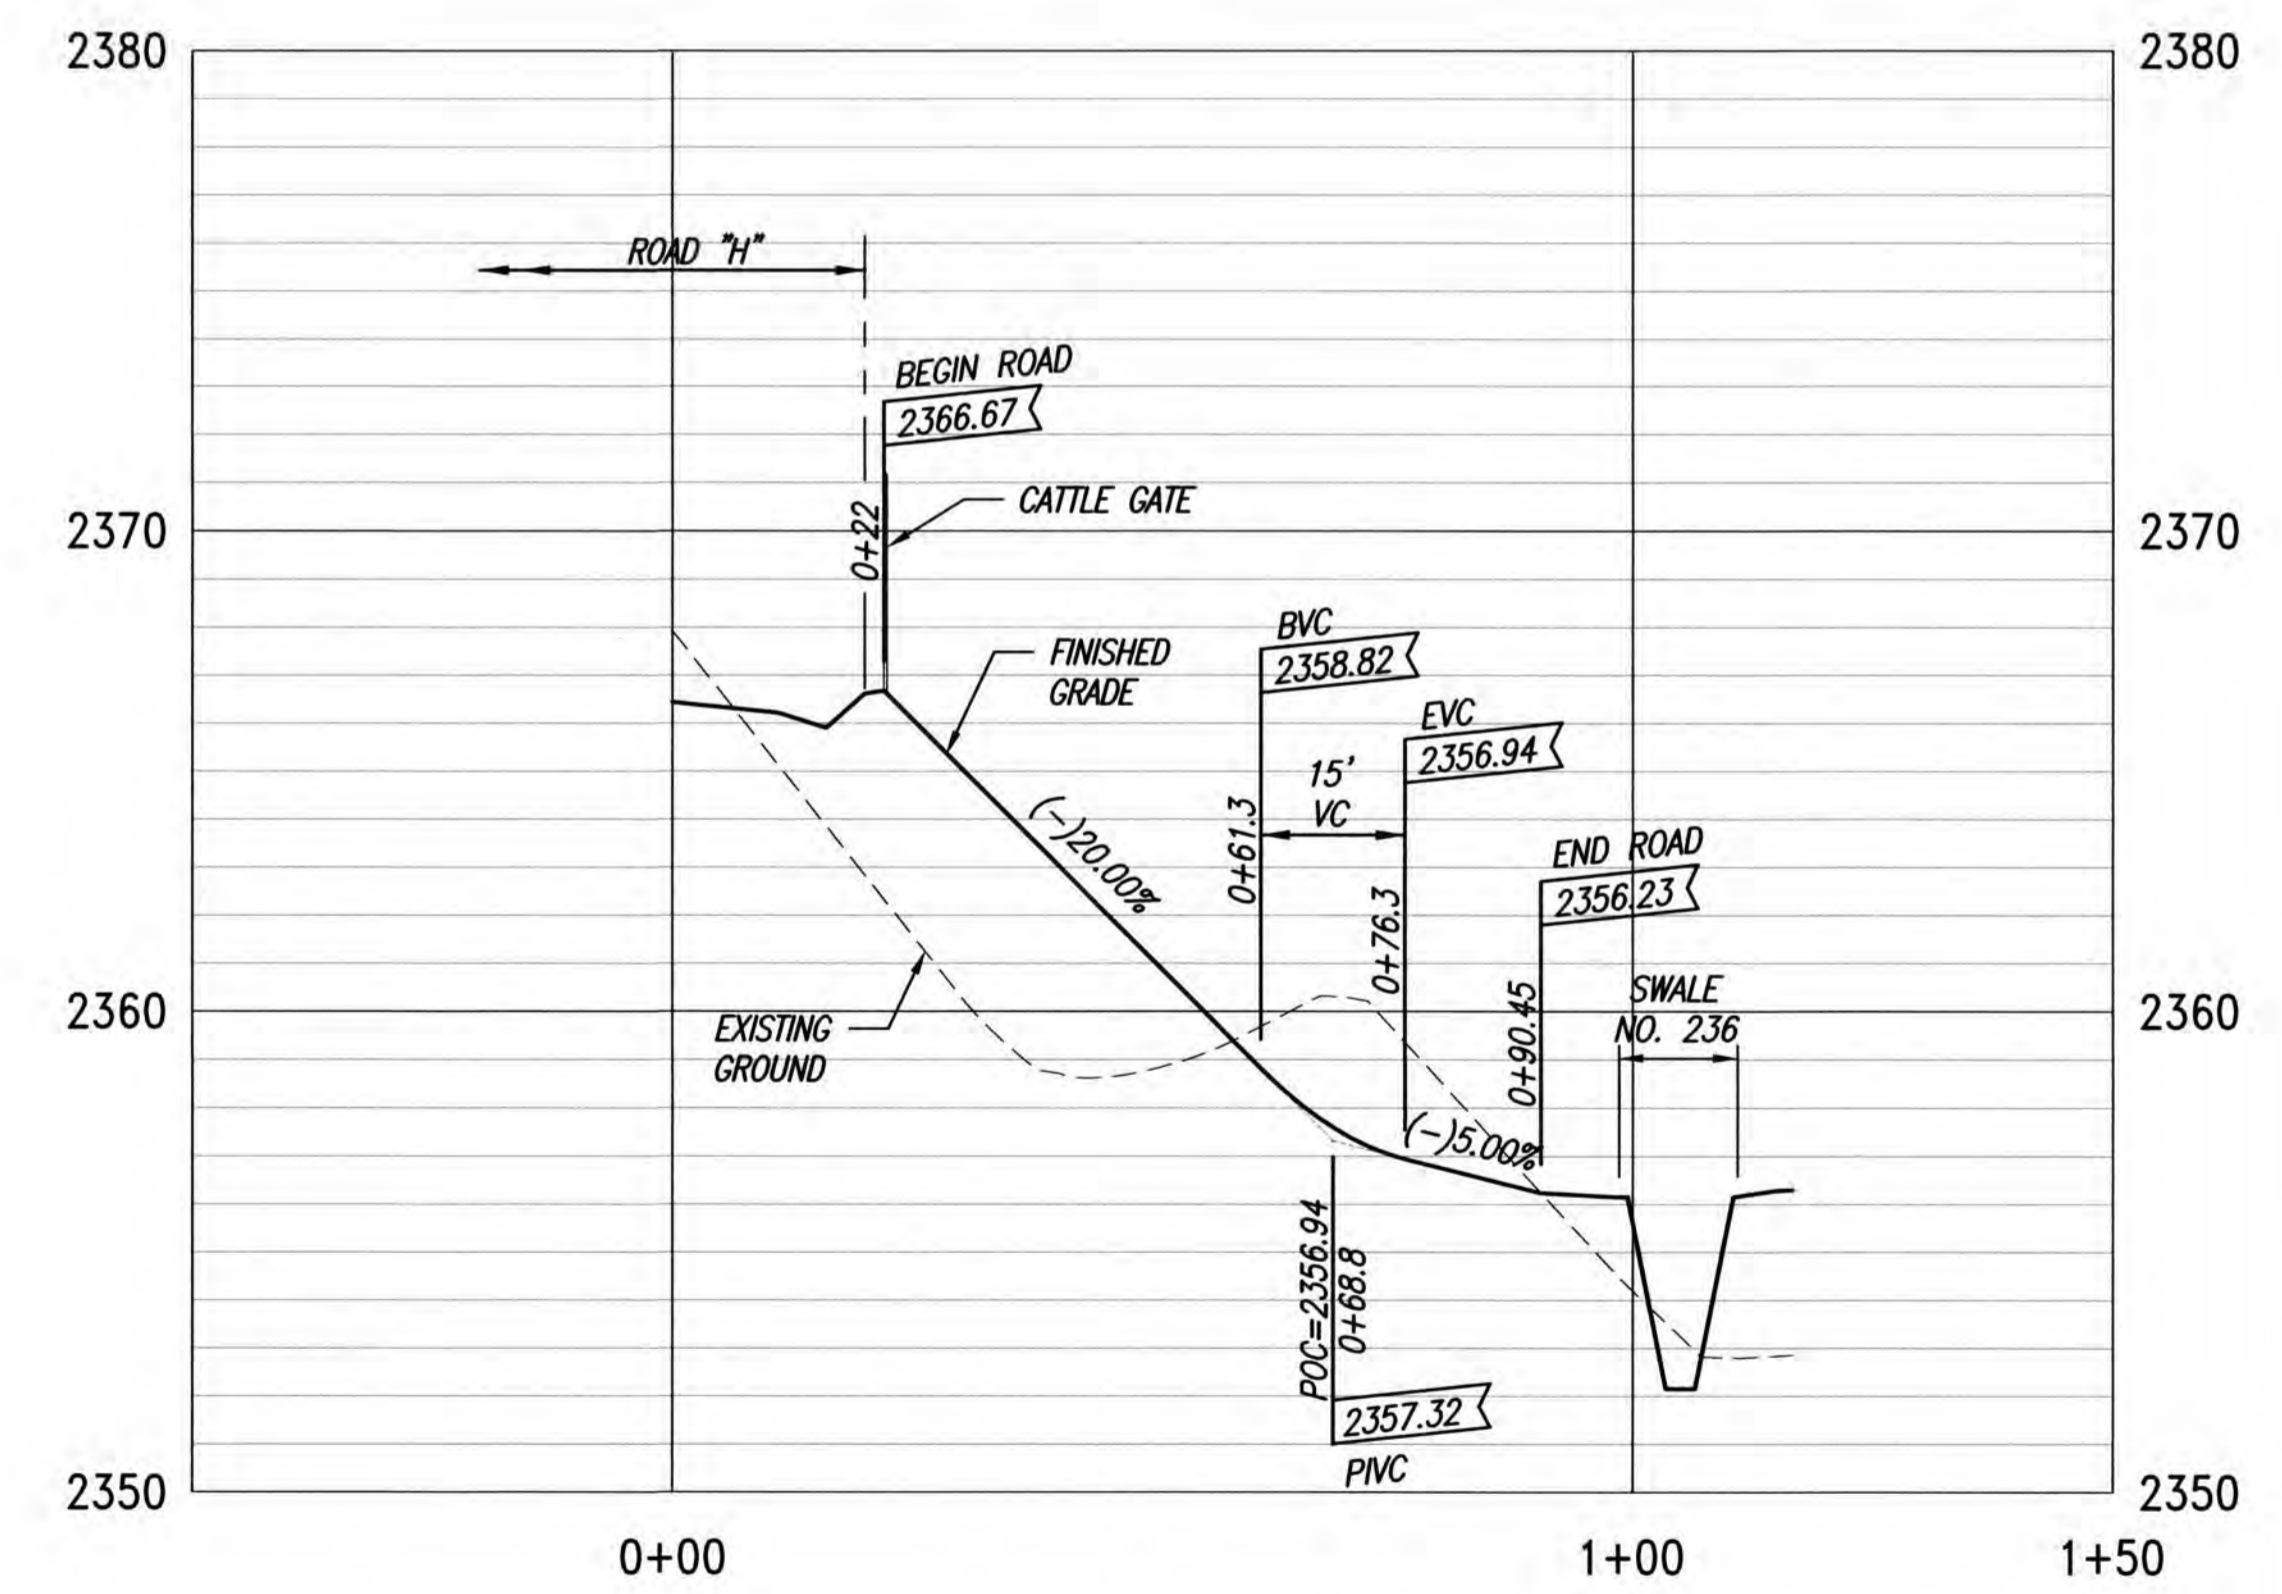 2380
2380
ROAD "H"
BEGIN ROAD
2366.67
CATTLE GATE
0+22
2370
2370
FINISHED
GRADE
BVC
2358.82
EVC
2356.94
15'
VC
(-)20.00%
0+61.3
0+76.3
END ROAD
2356.23
0+90.45
SWALE
NO. 236
2360
2360
EXISTING
GROUND
(-)5.00%
POC=2356.94
0+68.8
2357.32
PIVC
2350
2350
0+00
1+00
1+50